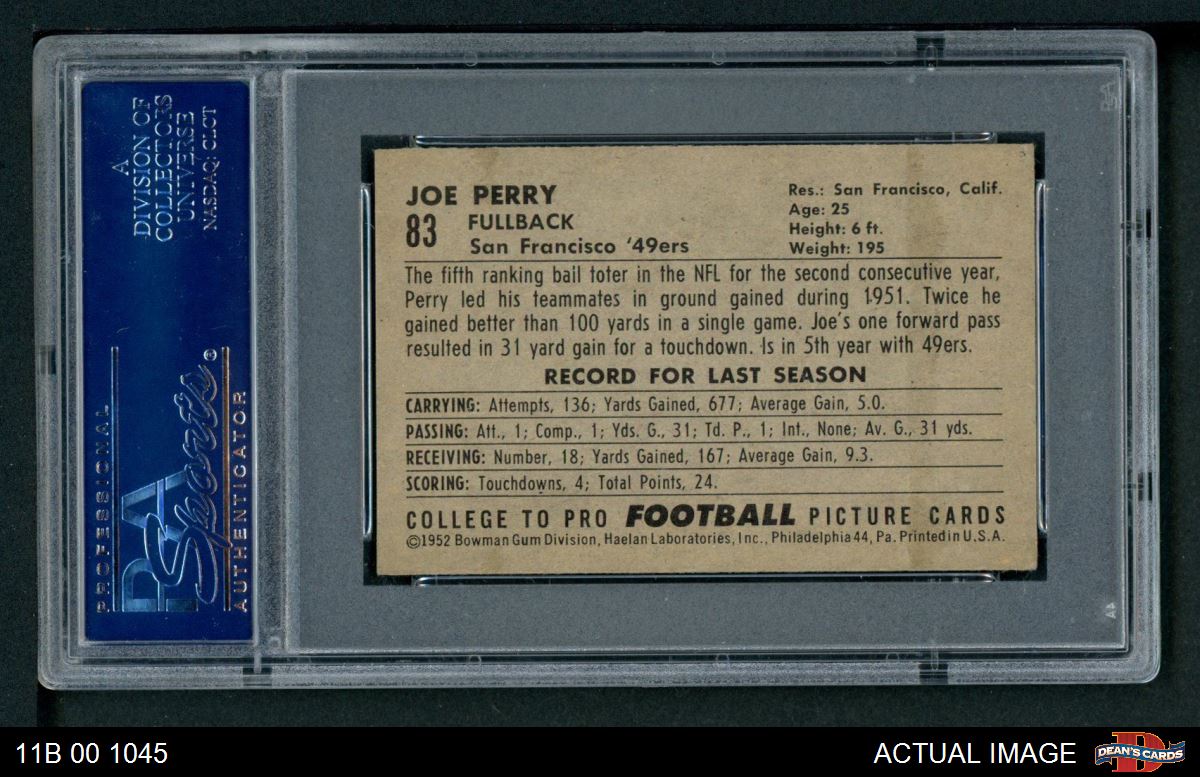 A
DIVISION OF
COLLECTORS
UNIVERSE
NASDAQ: CLCT
PROFESSIONAL
PSA
Sports®
AUTHENTICATOR
JOE PERRY
83 FULLBACK
San Francisco '49ers
Res.: San Francisco, Calif.
Age: 25
Height: 6 ft.
Weight: 195
The fifth ranking ball toter in the NFL for the second consecutive year,
Perry led his teammates in ground gained during 1951. Twice he
gained better than 100 yards in a single game. Joe's one forward pass
resulted in 31 yard gain for a touchdown. Is in 5th year with 49ers.
RECORD FOR LAST SEASON
CARRYING: Attempts, 136; Yards Gained, 677; Average Gain, 5.0.
PASSING: Att., 1; Comp., 1; Yds. G., 31; Td. P., 1; Int., None; Av. G., 31 yds.
RECEIVING: Number, 18; Yards Gained, 167; Average Gain, 9.3.
SCORING: Touchdowns, 4; Total Points, 24.
COLLEGE TO PRO FOOTBALL PICTURE CARDS
©1952 Bowman Gum Division, Haelan Laboratories, Inc., Philadelphia 44, Pa. Printed in U.S.A.
11B 00 1045
ACTUAL IMAGE
DEAN'S CARDS